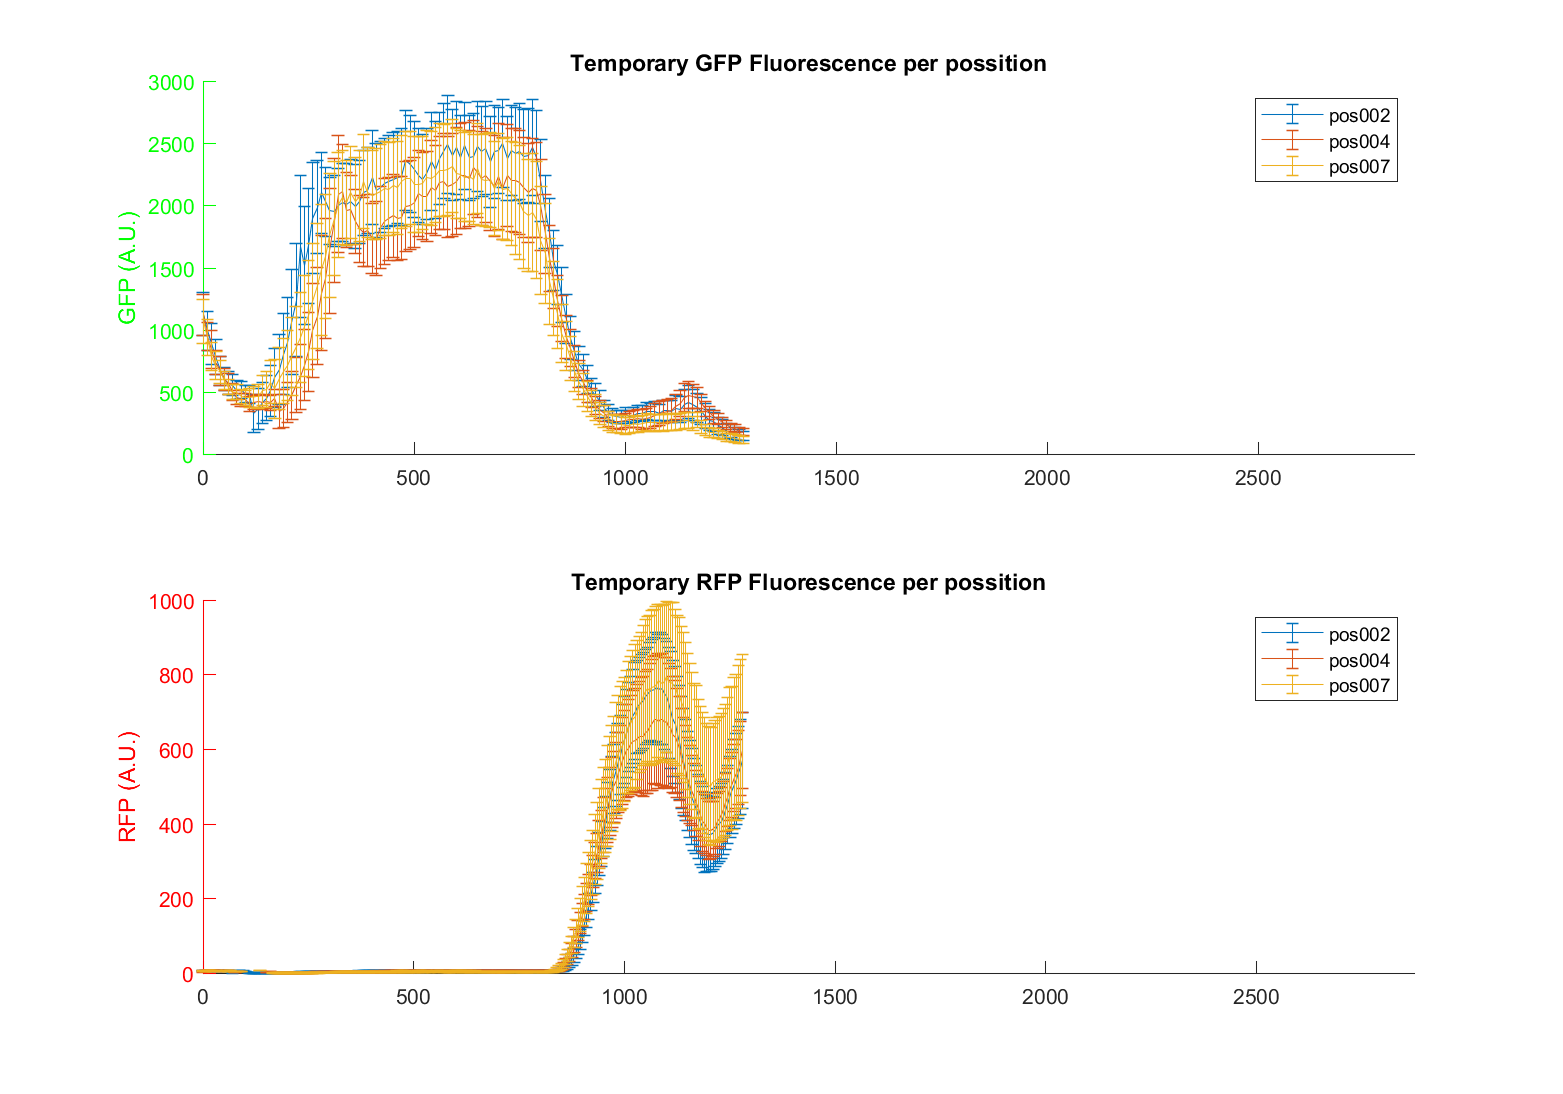 Temporary GFP Fluorescence per possition
3000
2500
2000
1500
1000
500
0
GFP (A.U.)
0 500 1000 1500 2000 2500
pos002
pos004
pos007
Temporary RFP Fluorescence per possition
1000
800
600
400
200
0
RFP (A.U.)
0 500 1000 1500 2000 2500
pos002
pos004
pos007